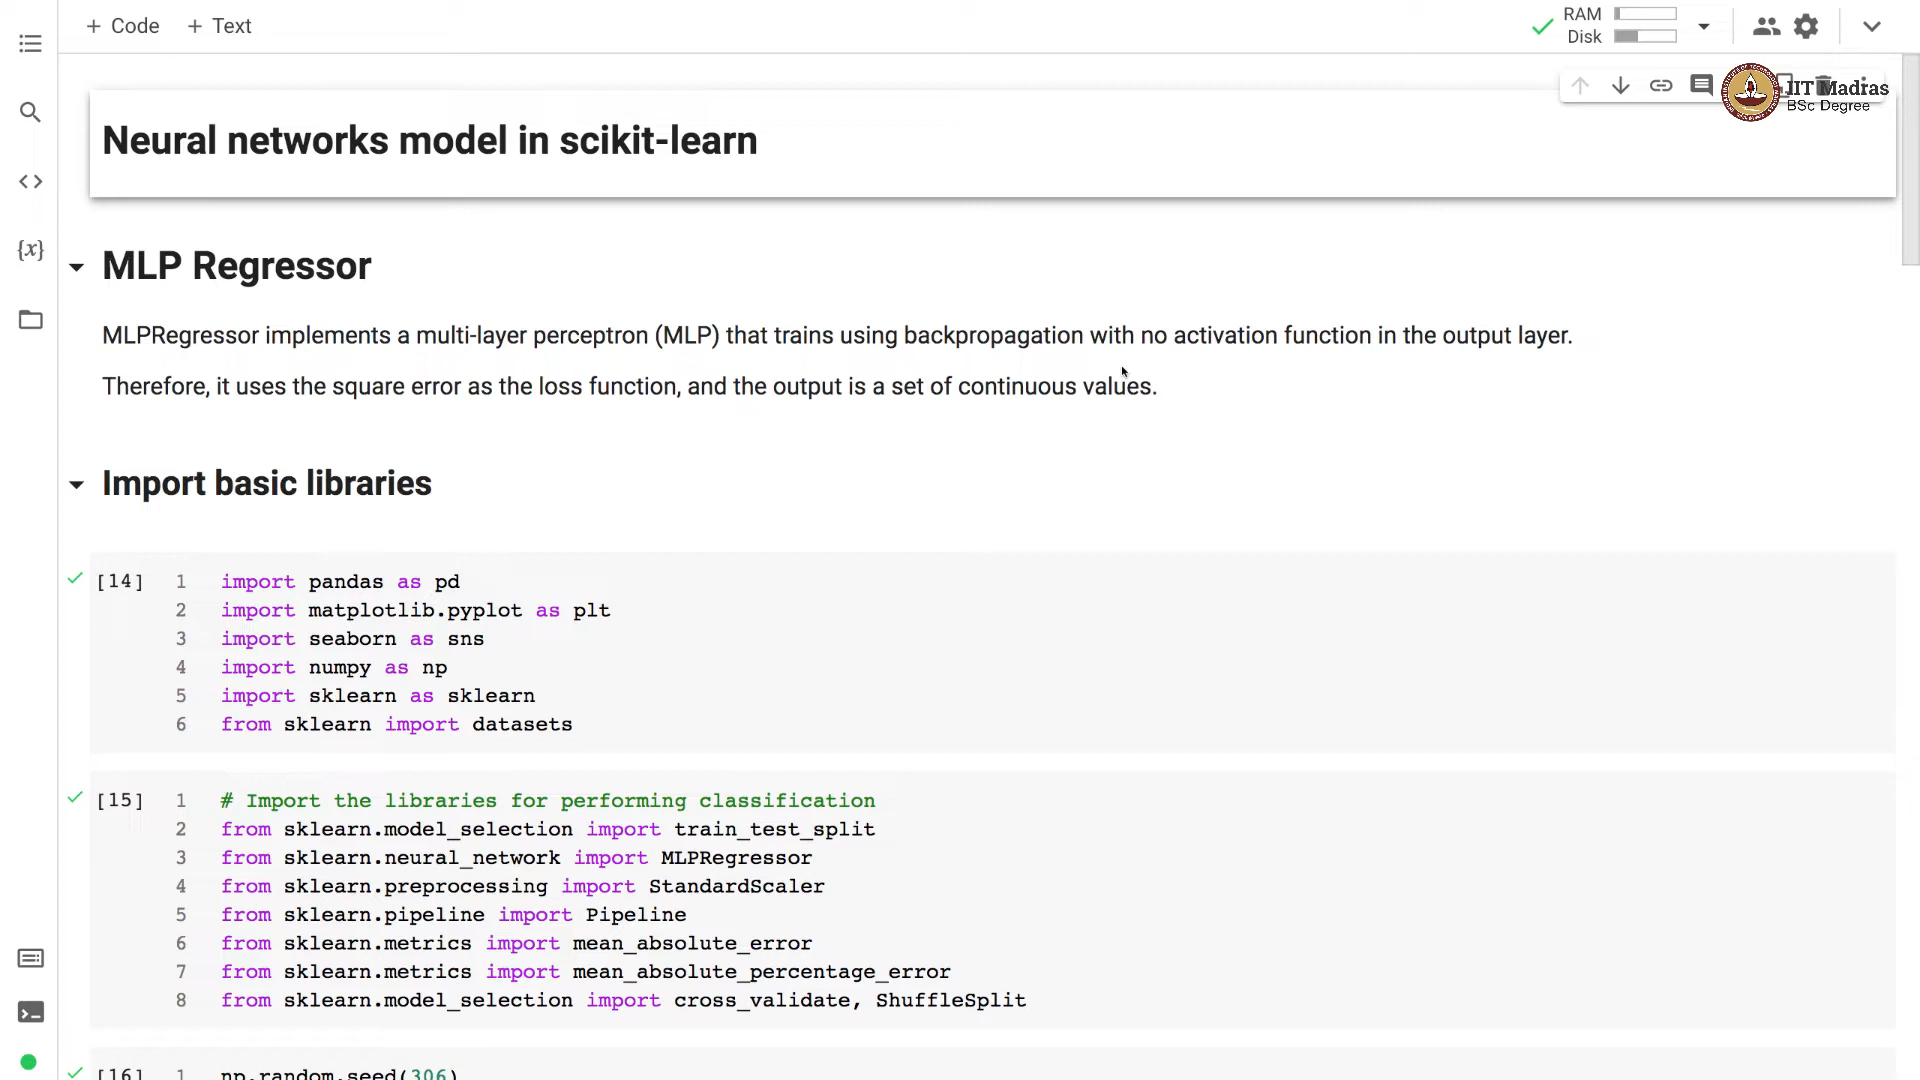 + Code + Text
RAM
Disk
IIT Madras
BSc Degree
Neural networks model in scikit-learn
MLP Regressor
MLPRegressor implements a multi-layer perceptron (MLP) that trains using backpropagation with no activation function in the output layer.
Therefore, it uses the square error as the loss function, and the output is a set of continuous values.
Import basic libraries
[14] 1 import pandas as pd
2 import matplotlib.pyplot as plt
3 import seaborn as sns
4 import numpy as np
5 import sklearn as sklearn
6 from sklearn import datasets
[15] 1 # Import the libraries for performing classification
2 from sklearn.model_selection import train_test_split
3 from sklearn.neural_network import MLPRegressor
4 from sklearn.preprocessing import StandardScaler
5 from sklearn.pipeline import Pipeline
6 from sklearn.metrics import mean_absolute_error
7 from sklearn.metrics import mean_absolute_percentage_error
8 from sklearn.model_selection import cross_validate, ShuffleSplit
[16] 1 np.random.seed(306)